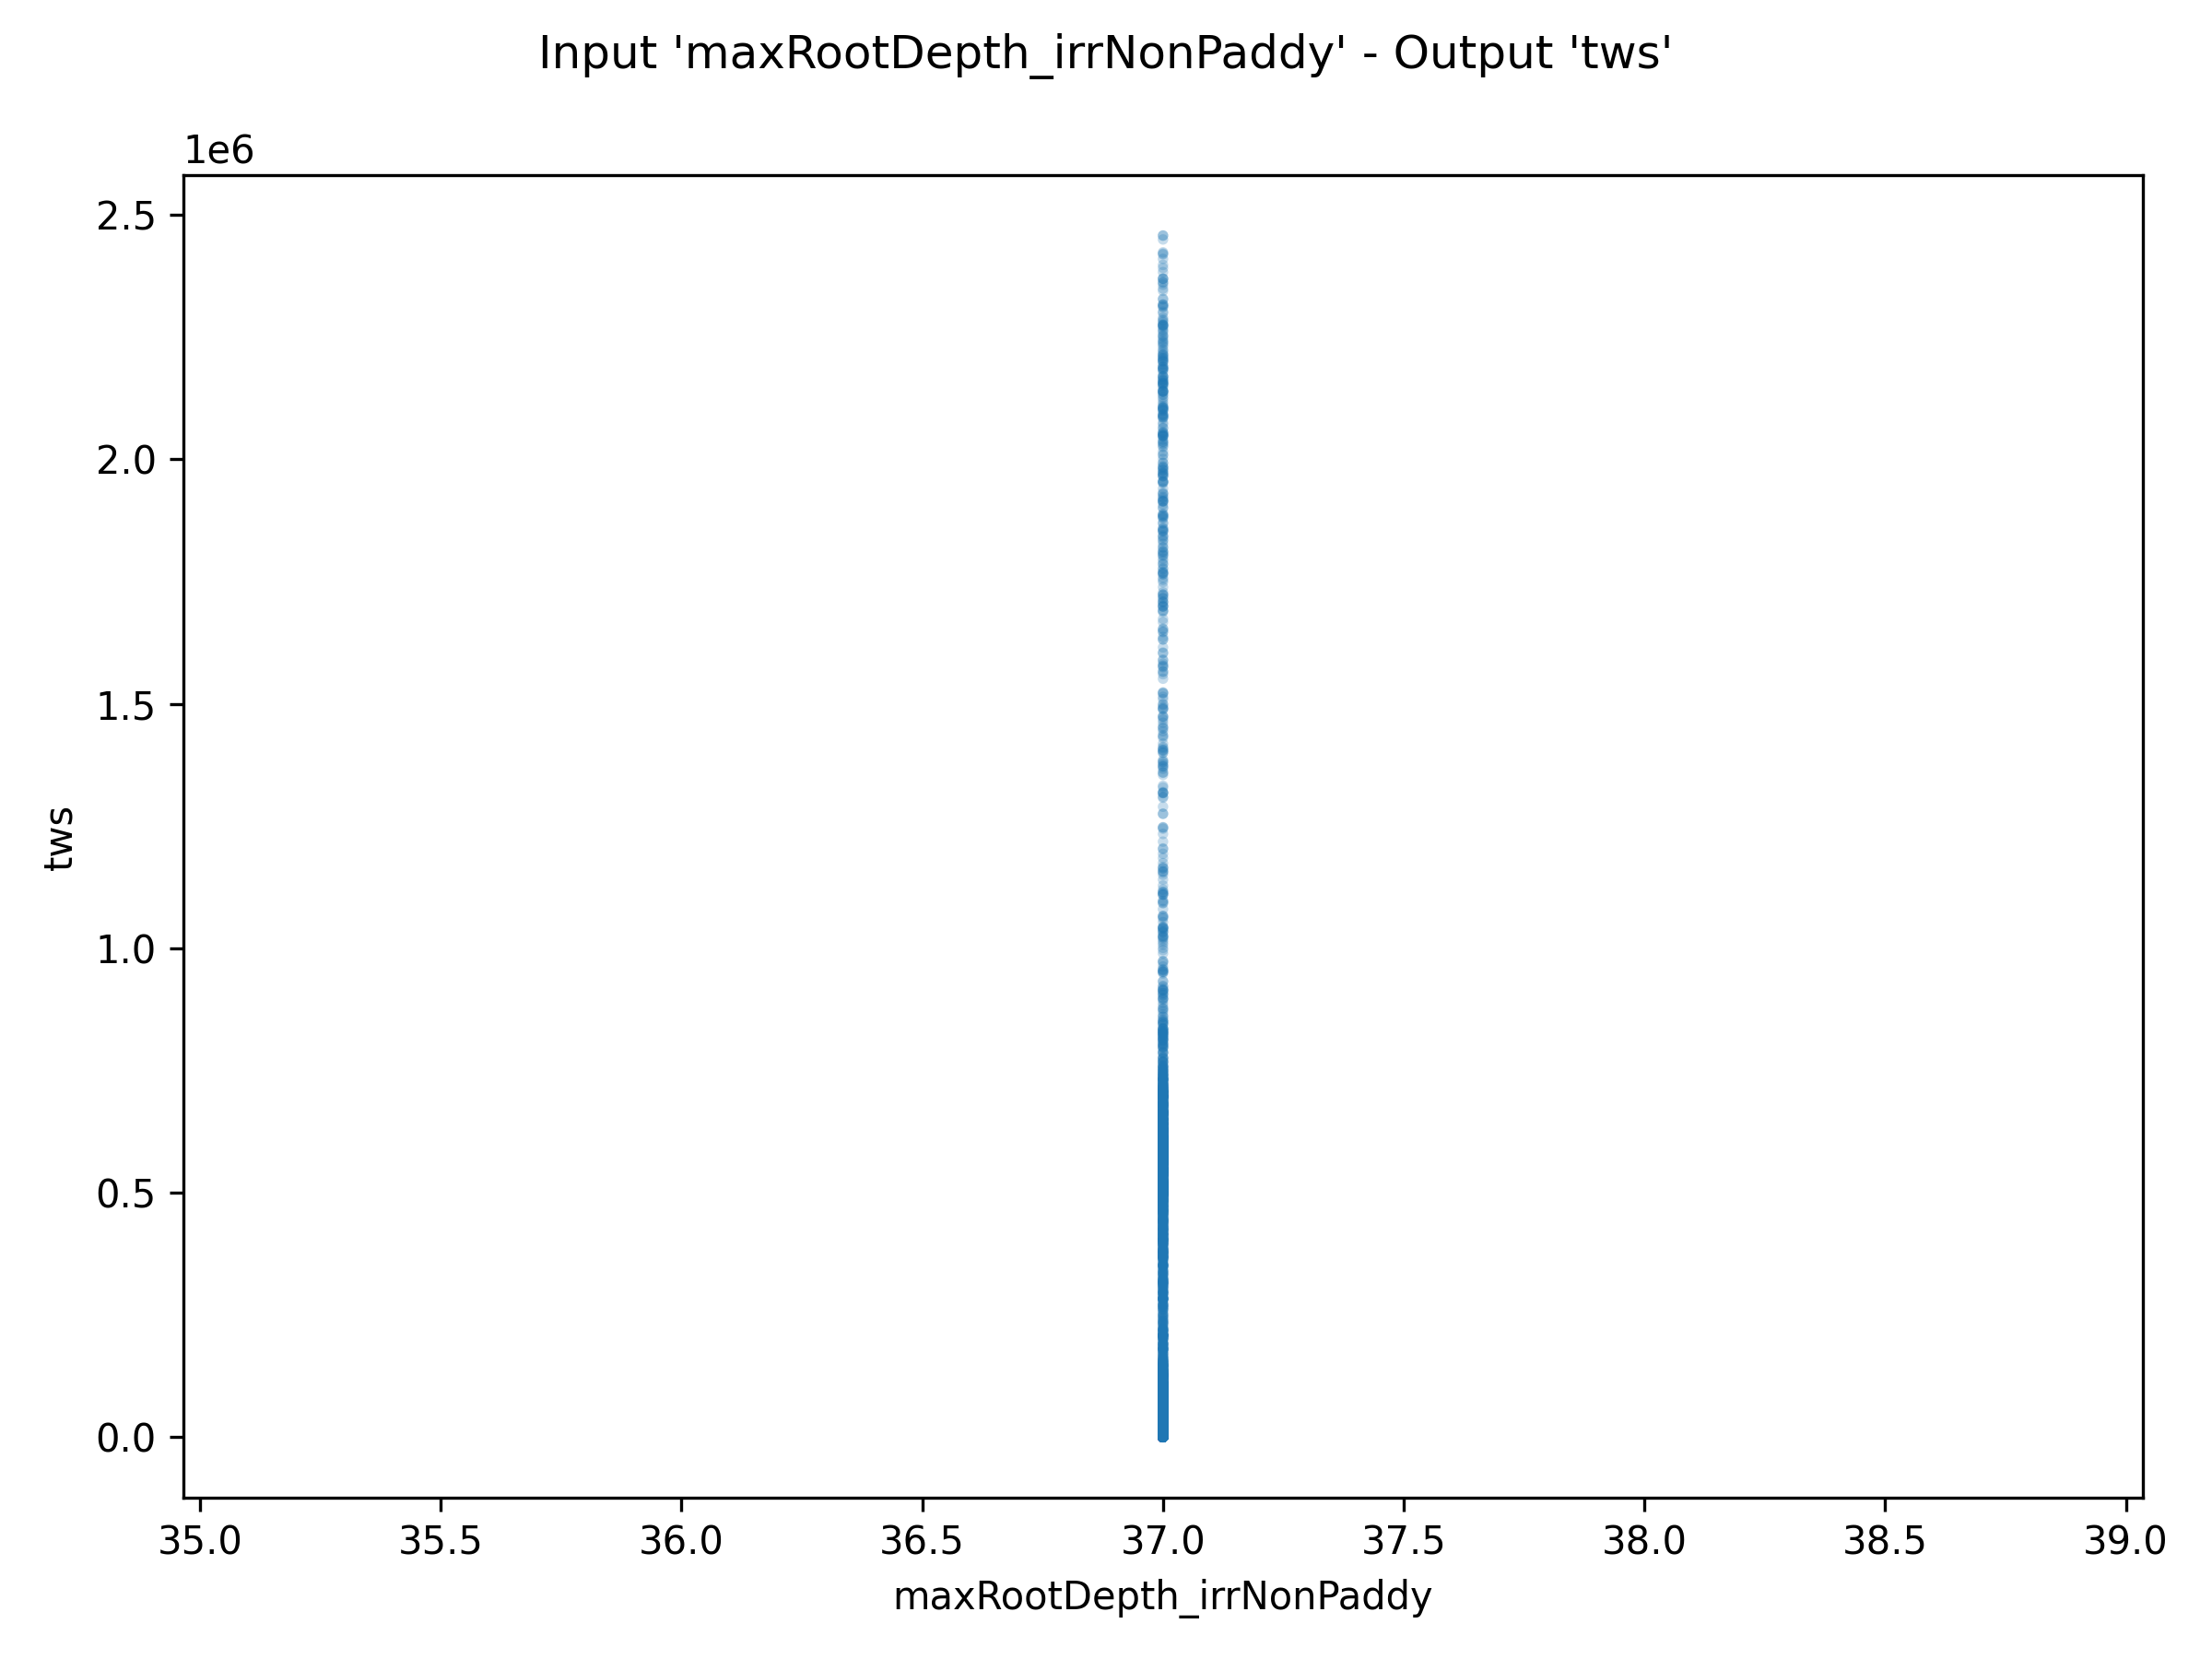 Input 'maxRootDepth_irrNonPaddy' - Output 'tws'
1e6
2.5
2.0
1.5
1.0
0.5
0.0
tws
35.0 35.5 36.0 36.5 37.0 37.5 38.0 38.5 39.0
maxRootDepth_irrNonPaddy